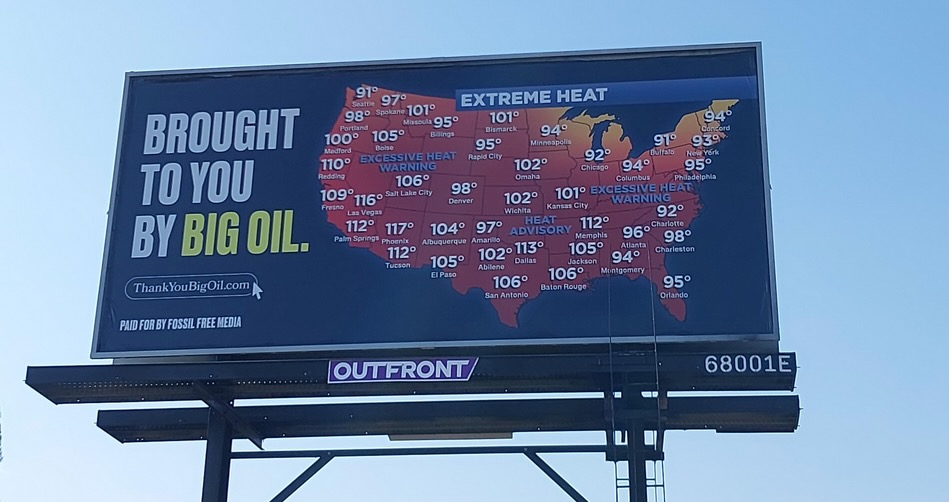 BROUGHT
TO YOU
BY BIG OIL.
ThankYouBigOil.com
PAID FOR BY FOSSIL FREE MEDIA
EXTREME HEAT
91°
Seattle
97°
Spokane
98°
Portland
101°
Missoula
95°
Billings
101°
Bismarck
94°
Minneapolis
94°
Concord
100°
Medford
105°
Boise
95°
Rapid City
91°
Buffalo
93°
New York
EXCESSIVE HEAT
WARNING
110°
Redding
102°
Omaha
92°
Chicago
94°
Columbus
95°
Philadelphia
106°
Salt Lake City
98°
Denver
102°
Wichita
101°
Kansas City
EXCESSIVE HEAT
WARNING
109°
Fresno
116°
Las Vegas
92°
Charlotte
112°
Palm Springs
117°
Phoenix
104°
Albuquerque
97°
Amarillo
HEAT
ADVISORY
112°
Memphis
96°
Atlanta
98°
Charleston
112°
Tucson
105°
El Paso
102°
Abilene
113°
Dallas
105°
Jackson
94°
Montgomery
106°
San Antonio
106°
Baton Rouge
95°
Orlando
OUTFRONT
68001E